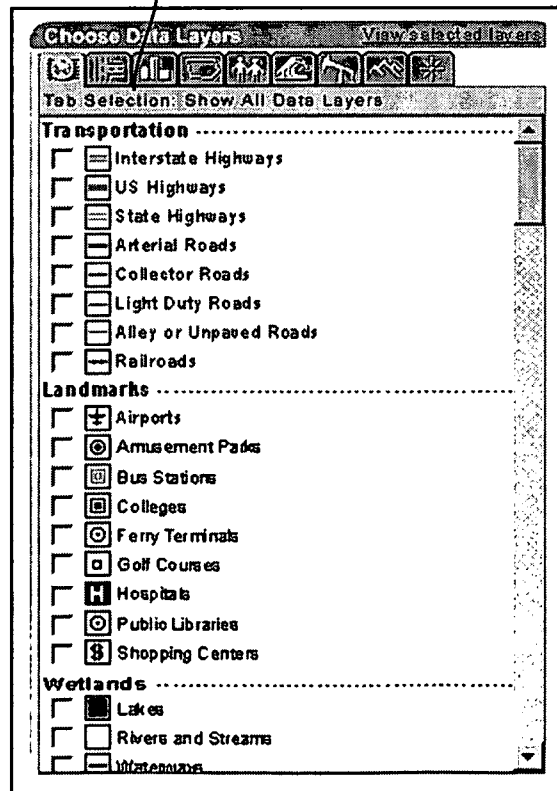 Choose Data Layers View selected layers
Tab Selection: Show All Data Layers
Transportation
Interstate Highways
US Highways
State Highways
Arterial Roads
Collector Roads
Light Duty Roads
Alley or Unpaved Roads
Railroads
Landmarks
Airports
Amusement Parks
Bus Stations
Colleges
Ferry Terminals
Golf Courses
H Hospitals
Public Libraries
$ Shopping Centers
Wetlands
Lakes
Rivers and Streams
Waterways